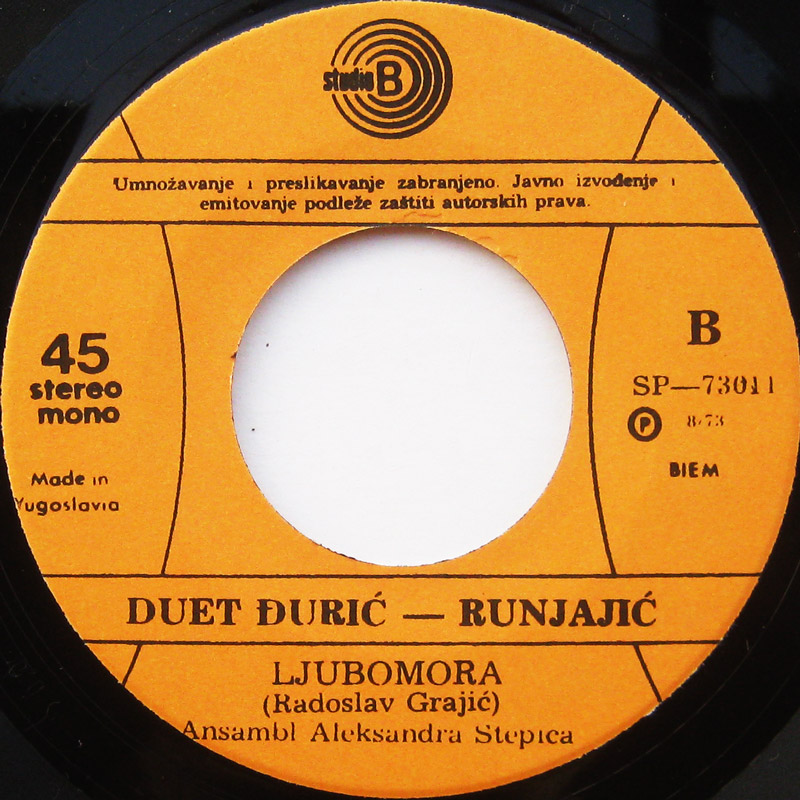 studio B
Umnožavanje i preslikavanje zabranjeno. Javno izvođenje i
emitovanje podleže zaštiti autorskih prava.
45
stereo
mono
Made in
Yugoslavia
B
SP—73011
P 8/73
BIEM
DUET ĐURIĆ — RUNJAJIĆ
LJUBOMORA
(Radoslav Grajić)
Ansambl Aleksandra Stepića